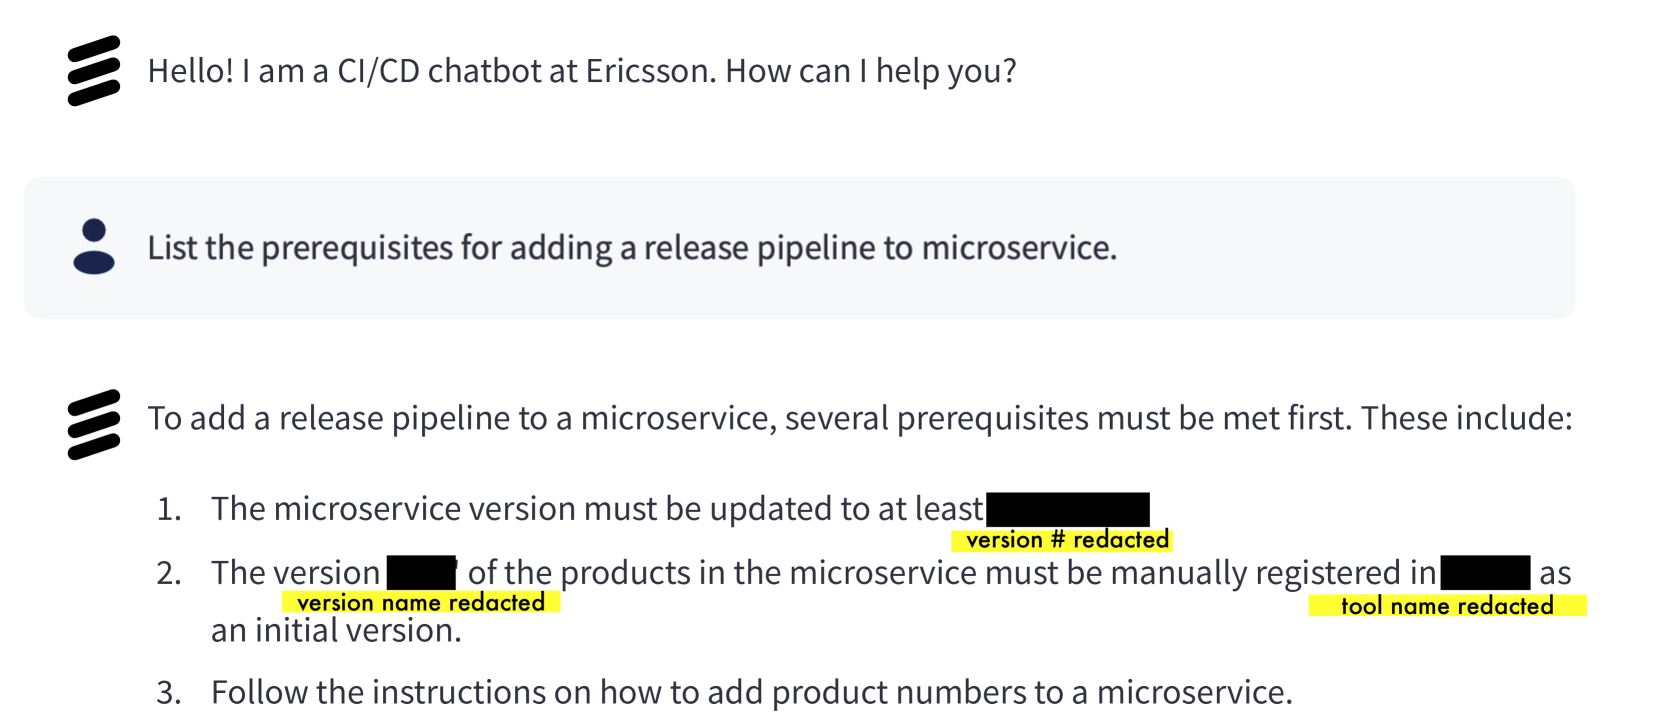 Hello! I am a CI/CD chatbot at Ericsson. How can I help you?
List the prerequisites for adding a release pipeline to microservice.
To add a release pipeline to a microservice, several prerequisites must be met first. These include:
1. The microservice version must be updated to at least
version # redacted
2. The version ' of the products in the microservice must be manually registered in as
version name redacted tool name redacted
an initial version.
3. Follow the instructions on how to add product numbers to a microservice.